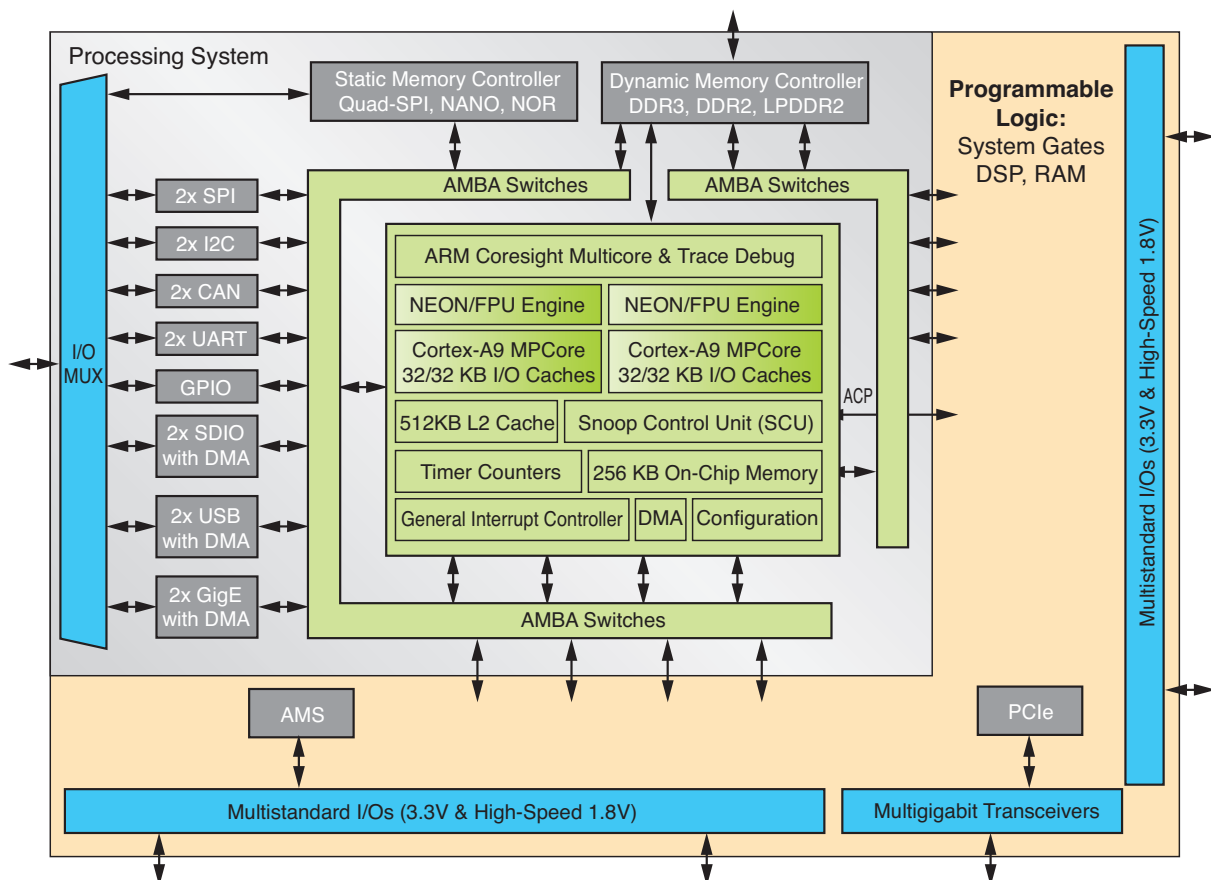 Processing System
Static Memory Controller
Quad-SPI, NANO, NOR
Dynamic Memory Controller
DDR3, DDR2, LPDDR2
Programmable
Logic:
System Gates
DSP, RAM
AMBA Switches
AMBA Switches
2x SPI
2x I2C
2x CAN
2x UART
GPIO
2x SDIO
with DMA
2x USB
with DMA
2x GigE
with DMA
I/O
MUX
ARM Coresight Multicore & Trace Debug
NEON/FPU Engine
NEON/FPU Engine
Cortex-A9 MPCore
32/32 KB I/O Caches
Cortex-A9 MPCore
32/32 KB I/O Caches
512KB L2 Cache
Snoop Control Unit (SCU)
ACP
Timer Counters
256 KB On-Chip Memory
General Interrupt Controller
DMA
Configuration
AMBA Switches
Multistandard I/Os (3.3V & High-Speed 1.8V)
AMS
PCIe
Multistandard I/Os (3.3V & High-Speed 1.8V)
Multigigabit Transceivers